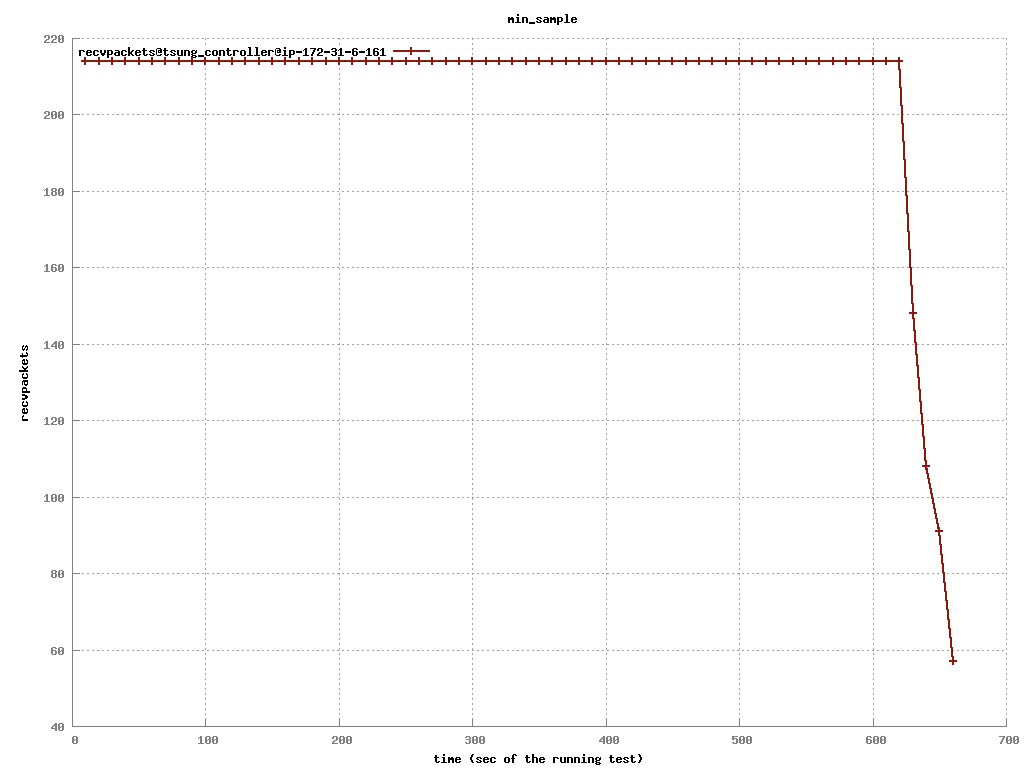 min_sample
220
recvpackets@tsung_controller@ip-172-31-6-161
200
180
160
140
recvpackets
120
100
80
60
40
0 100 200 300 400 500 600 700
time (sec of the running test)